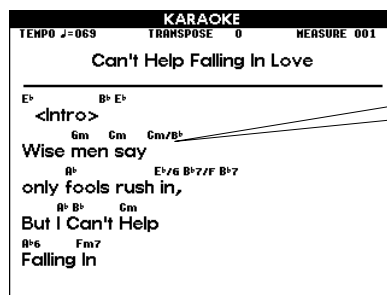 KARAOKE
TEMPO ♩=069 TRANSPOSE 0 MEASURE 001
Can't Help Falling In Love
E♭ B♭ E♭
<Intro>
Gm Cm Cm/B♭
Wise men say
A♭ E♭/G B♭7/F B♭7
only fools rush in,
A♭ B♭ Cm
But I Can't Help
A♭6 Fm7
Falling In